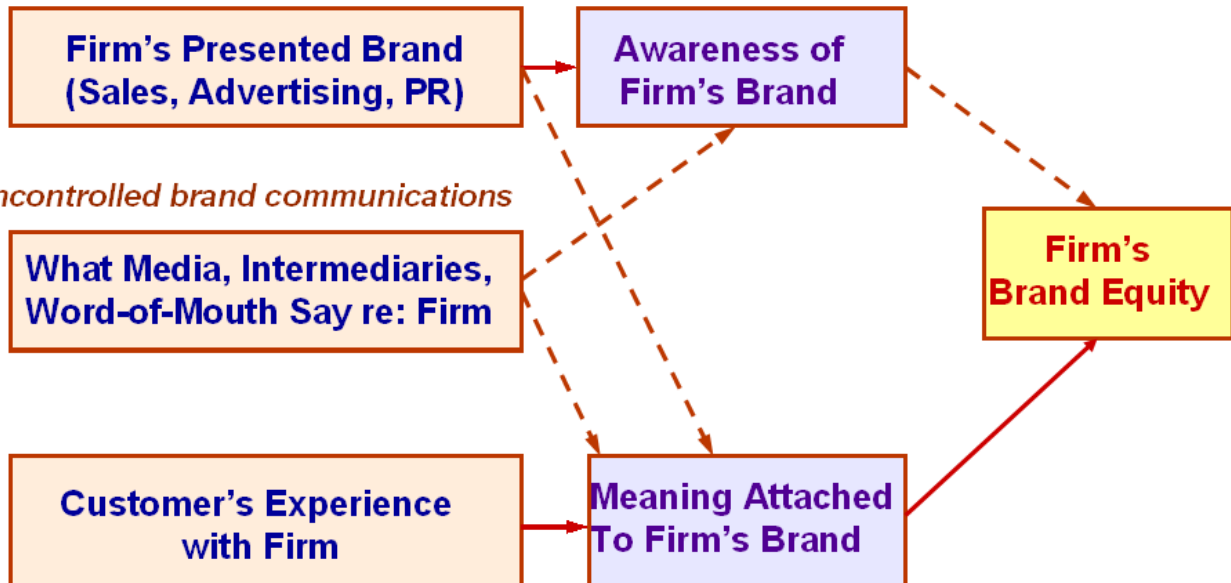 Firm's Presented Brand
(Sales, Advertising, PR)
Awareness of
Firm's Brand
ncontrolled brand communications
What Media, Intermediaries,
Word-of-Mouth Say re: Firm
Firm's
Brand Equity
Customer's Experience
with Firm
Meaning Attached
To Firm's Brand